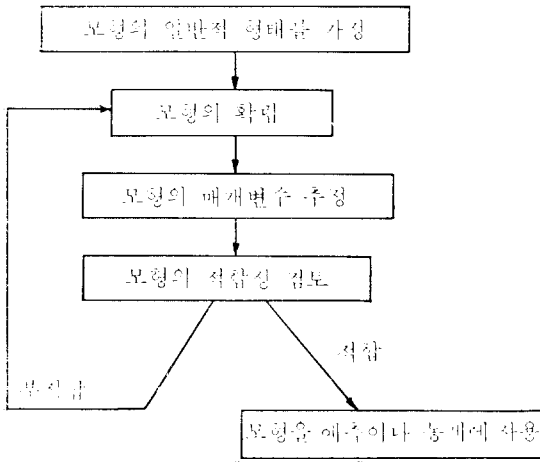 모형의 일반적 형태를 가정
모형의 확립
모형의 매개변수 추정
모형의 적합성 검토
적합
부적합
모형을 예측이나 통제에 사용